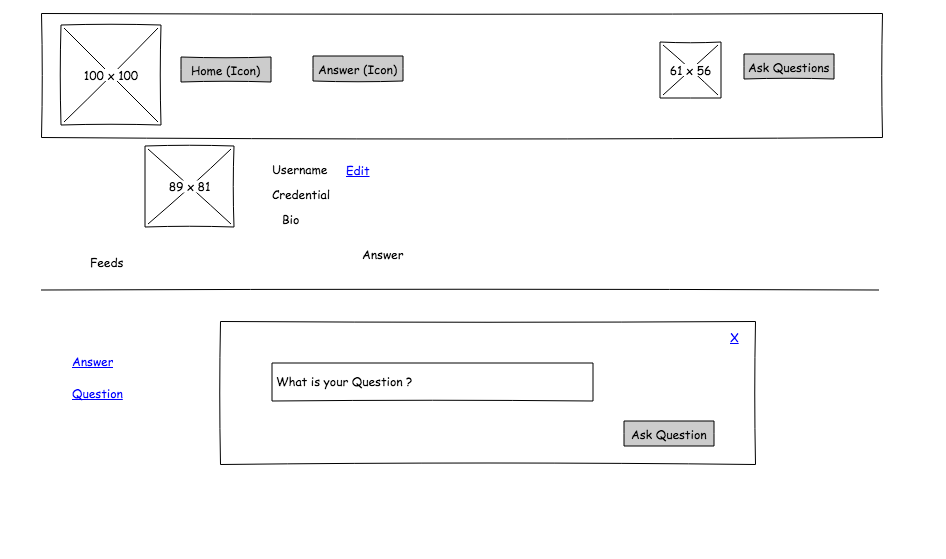 100 x 100
Home (Icon)
Answer (Icon)
61 x 56
Ask Questions
89 x 81
Username Edit
Credential
Bio
Feeds
Answer
Answer
Question
X
What is your Question ?
Ask Question